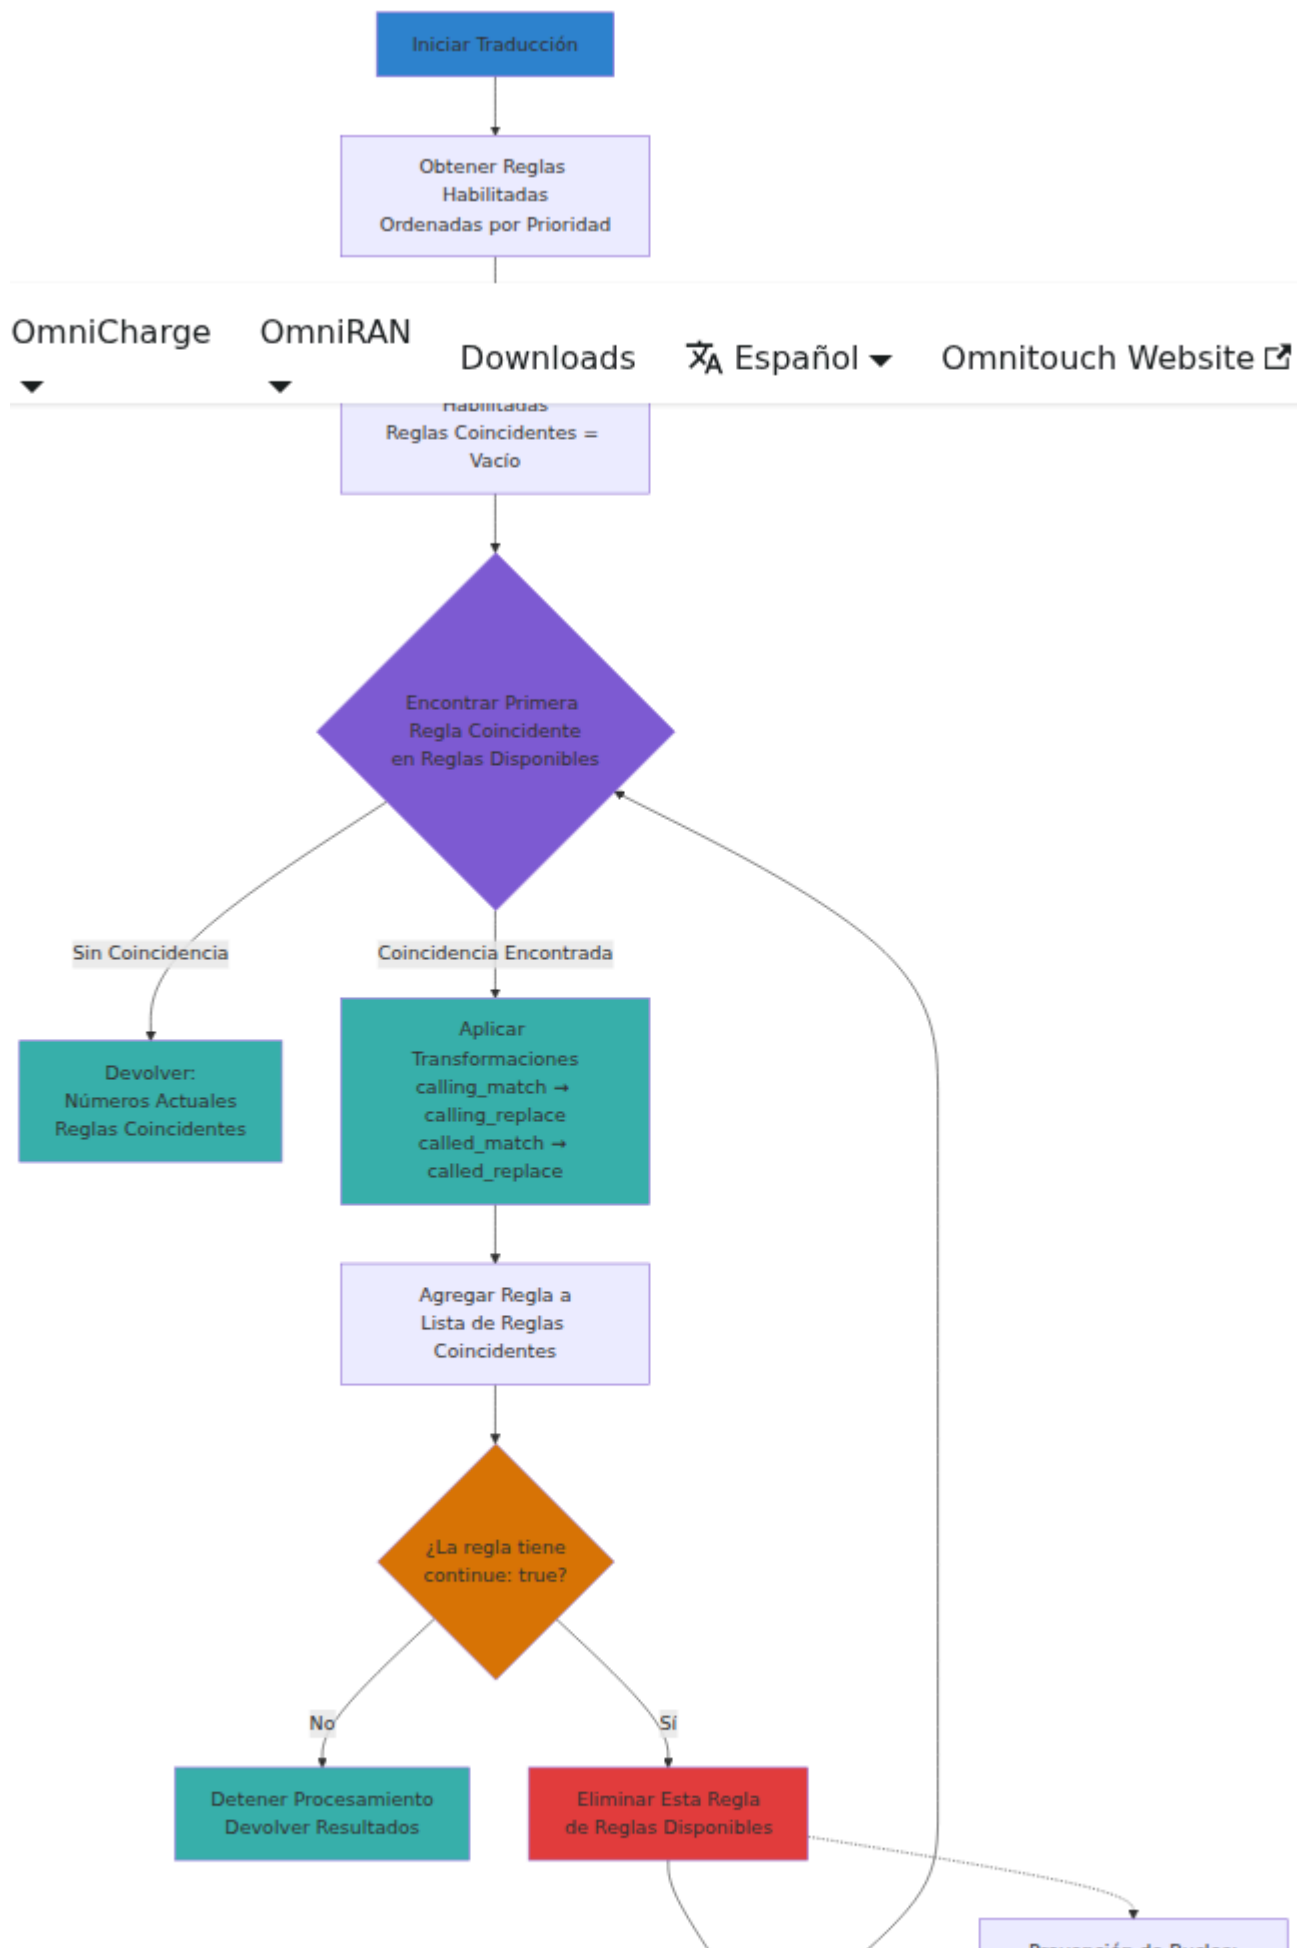 Iniciar Traducción
Obtener Reglas
Habilitadas
Ordenadas por Prioridad
OmniCharge
OmniRAN
Downloads
Español
Omnitouch Website
Habilitadas
Reglas Coincidentes =
Vacío
Encontrar Primera
Regla Coincidente
en Reglas Disponibles
Sin Coincidencia
Coincidencia Encontrada
Devolver:
Números Actuales
Reglas Coincidentes
Aplicar
Transformaciones
calling_match →
calling_replace
called_match →
called_replace
Agregar Regla a
Lista de Reglas
Coincidentes
¿La regla tiene
continue: true?
No
Sí
Detener Procesamiento
Devolver Resultados
Eliminar Esta Regla
de Reglas Disponibles